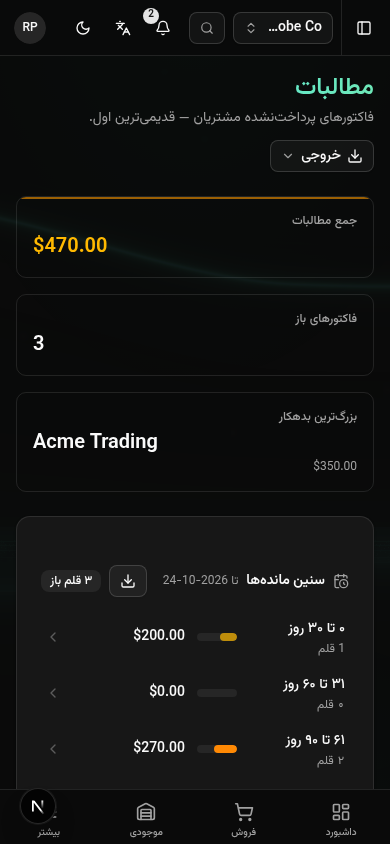 RP
2
...obe Co
مطالبات
فاکتورهای پرداخت‌نشده مشتریان — قدیمی‌ترین اول.
خروجی
جمع مطالبات
$470.00
فاکتورهای باز
3
بزرگ‌ترین بدهکار
Acme Trading
$350.00
سنین مانده‌ها
تا 2026-10-24
۳ قلم باز
۰ تا ۳۰ روز
$200.00
1 قلم
۳۱ تا ۶۰ روز
$0.00
۰ قلم
۶۱ تا ۹۰ روز
$270.00
۲ قلم
داشبورد
فروش
موجودی
بیشتر
N